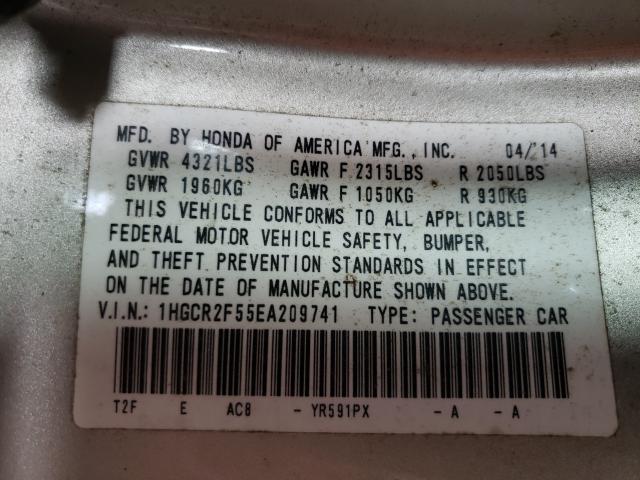 MFD. BY HONDA OF AMERICA MFG., INC. 04/14
GVWR 4321LBS GAWR F 2315LBS R 2050LBS
GVWR 1960KG GAWR F 1050KG R 930KG
THIS VEHICLE CONFORMS TO ALL APPLICABLE
FEDERAL MOTOR VEHICLE SAFETY, BUMPER,
AND THEFT PREVENTION STANDARDS IN EFFECT
ON THE DATE OF MANUFACTURE SHOWN ABOVE.
V.I.N.: 1HGCR2F55EA209741 TYPE: PASSENGER CAR
T2F E AC8 - YR591PX - A - A